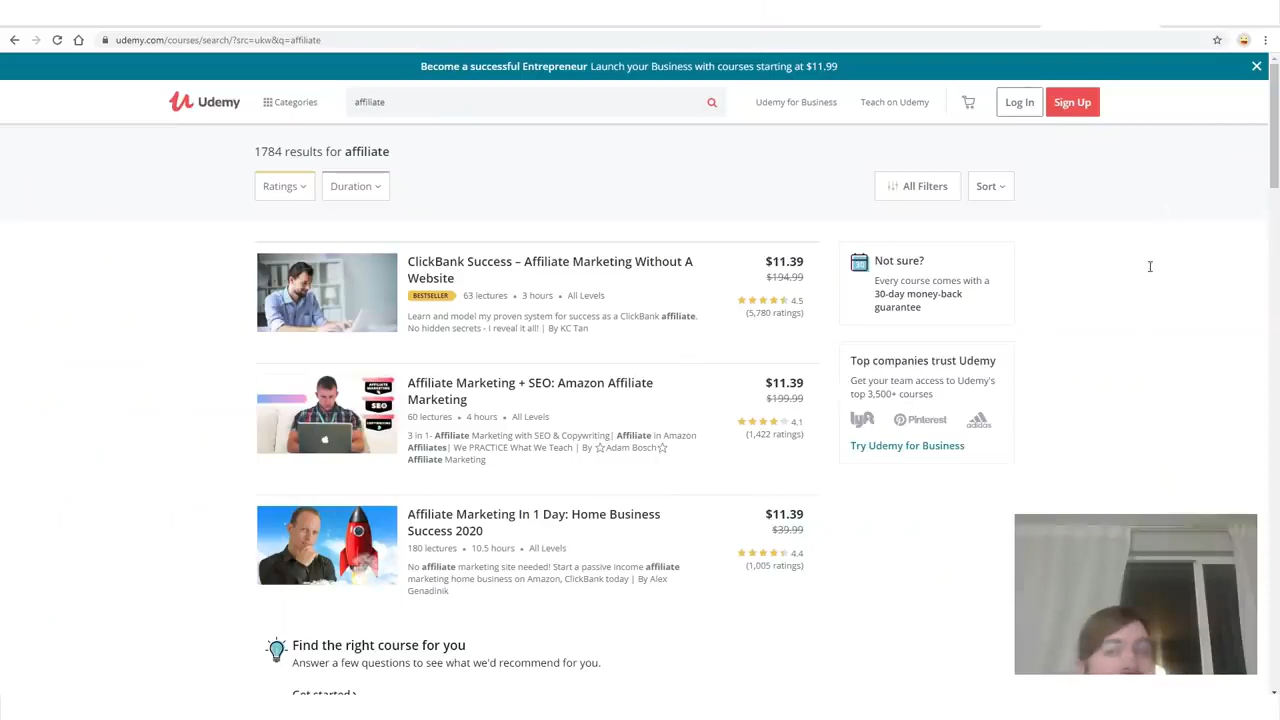 udemy.com/courses/search/?src=ukw&q=affiliate
Become a successful Entrepreneur Launch your Business with courses starting at $11.99
Udemy
Categories
affiliate
Udemy for Business
Teach on Udemy
Log In
Sign Up
1784 results for affiliate
Ratings
Duration
All Filters
Sort
ClickBank Success – Affiliate Marketing Without A
Website
BESTSELLER 63 lectures • 3 hours • All Levels
Learn and model my proven system for success as a ClickBank affiliate.
No hidden secrets - I reveal it all! | By KC Tan
$11.39
$194.99
4.5
(5,780 ratings)
Affiliate Marketing + SEO: Amazon Affiliate
Marketing
60 lectures • 4 hours • All Levels
3 in 1- Affiliate Marketing with SEO & Copywriting| Affiliate in Amazon
Affiliates| We PRACTICE What We Teach | By ☆Adam Bosch☆
Affiliate Marketing
$11.39
$199.99
4.1
(1,422 ratings)
SEO
Affiliate Marketing In 1 Day: Home Business
Success 2020
180 lectures • 10.5 hours • All Levels
No affiliate marketing site needed! Start a passive income affiliate
marketing home business on Amazon, ClickBank today | By Alex
Genadinik
$11.39
$39.99
4.4
(1,005 ratings)
Find the right course for you
Answer a few questions to see what we'd recommend for you.
Get started
Not sure?
Every course comes with a
30-day money-back
guarantee
30
Top companies trust Udemy
Get your team access to Udemy's
top 3,500+ courses
lyft
Pinterest
adidas
Try Udemy for Business